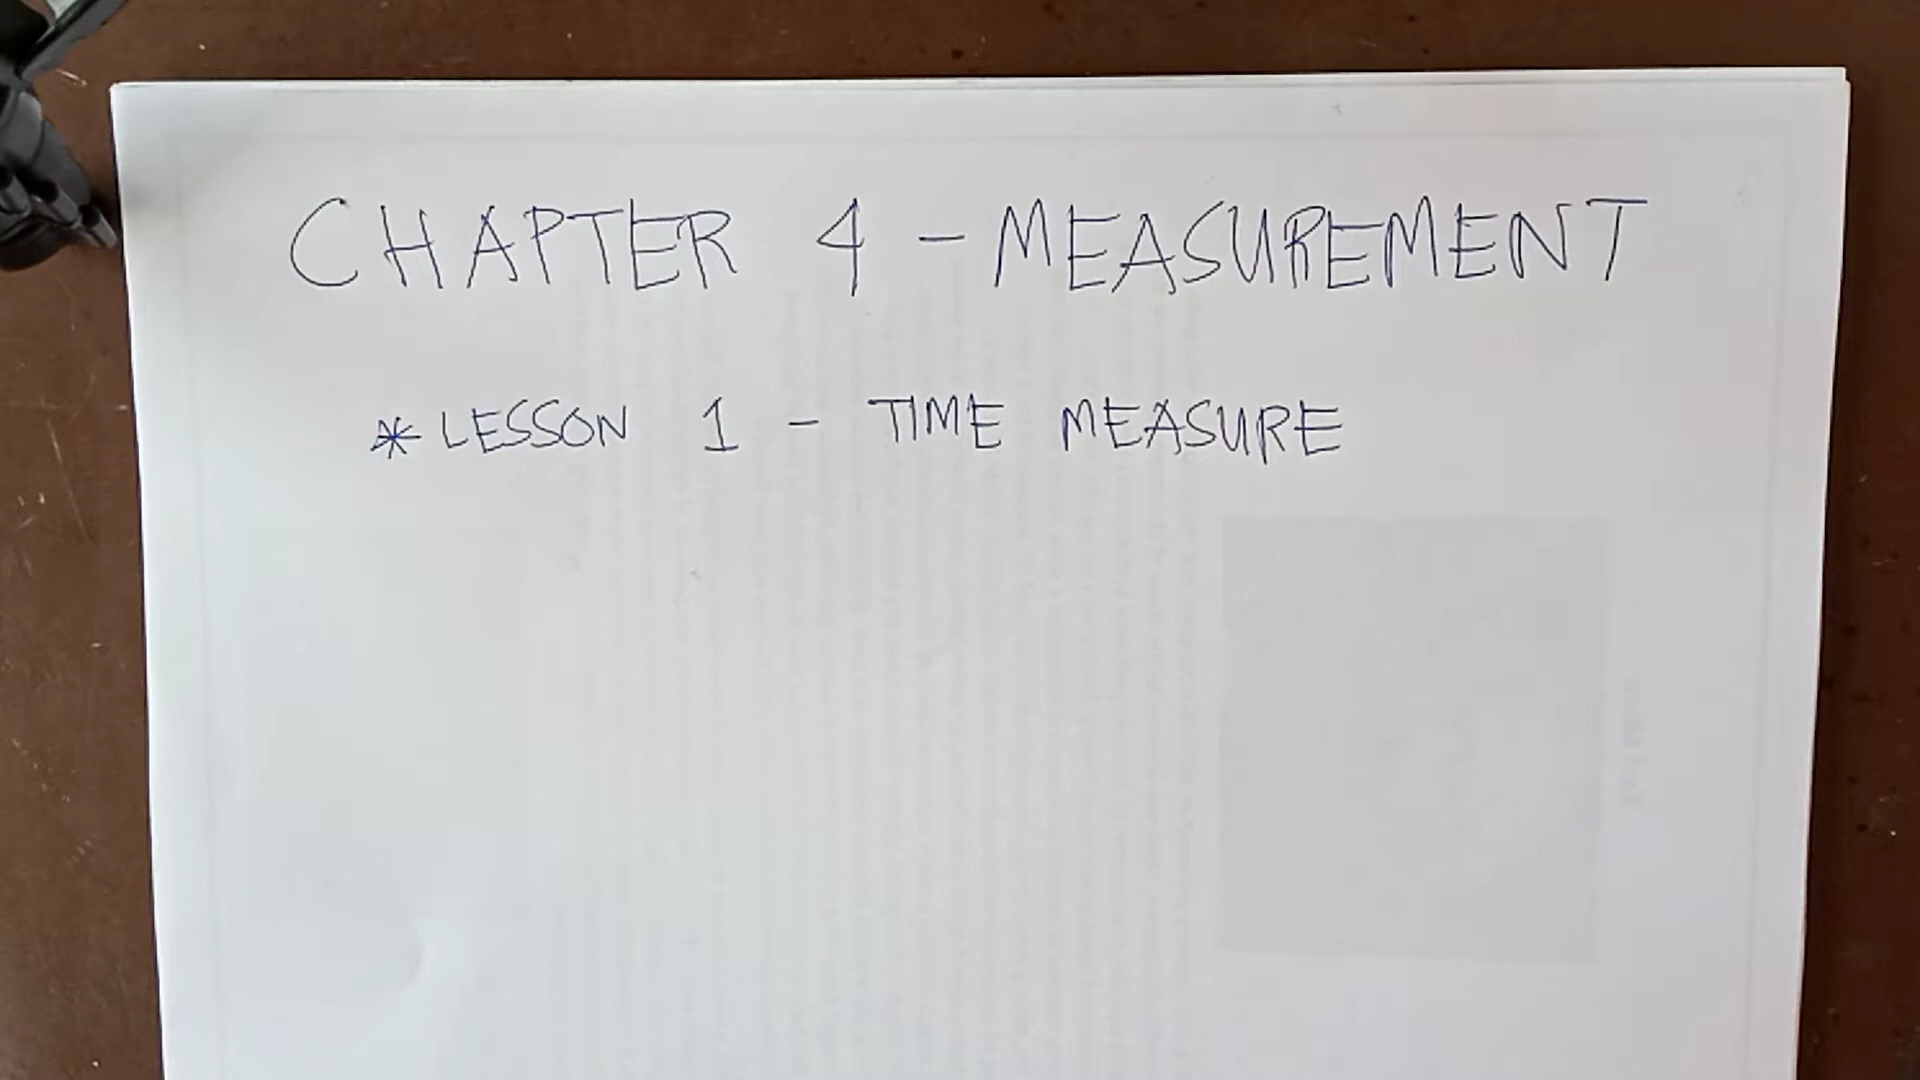 CHAPTER 4 - MEASUREMENT
* LESSON 1 - TIME MEASURE